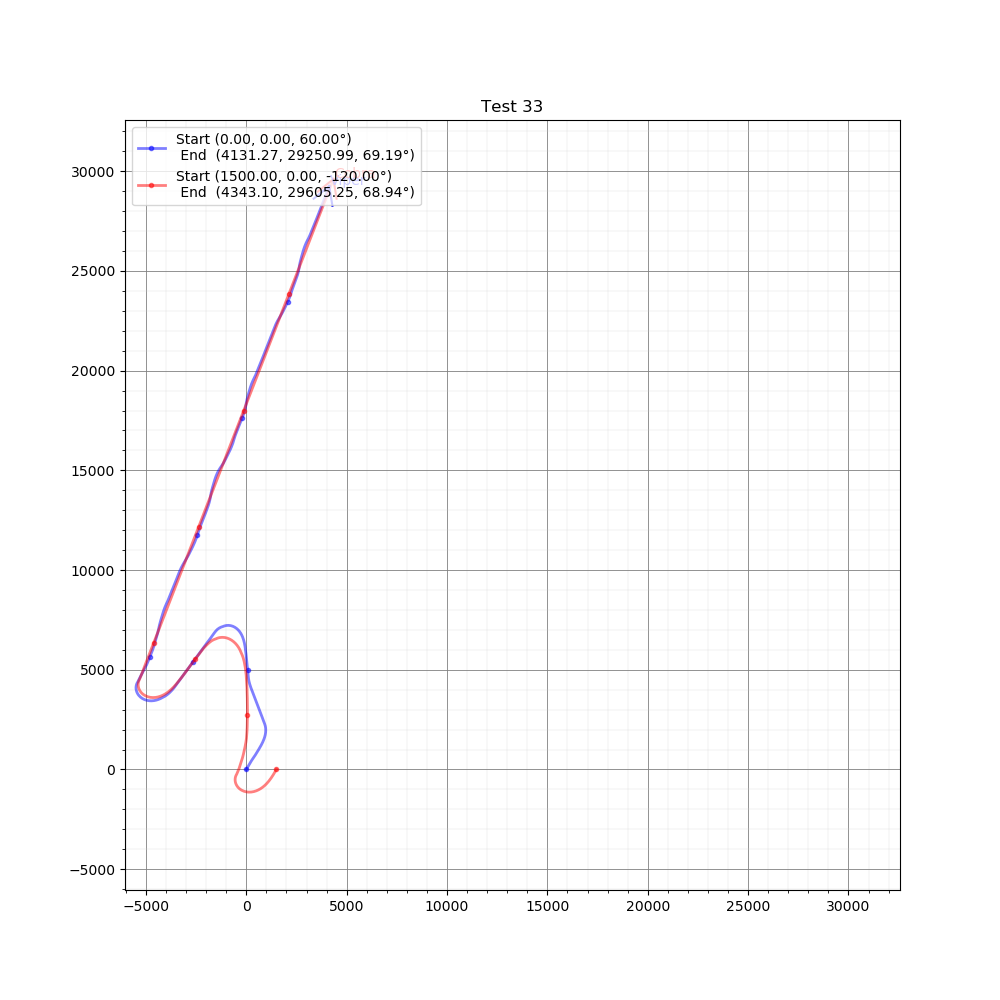 Test 33
Start (0.00, 0.00, 60.00°)
End (4131.27, 29250.99, 69.19°)
Start (1500.00, 0.00, -120.00°)
End (4343.10, 29605.25, 68.94°)
30000
25000
20000
15000
10000
5000
0
−5000
−5000 0 5000 10000 15000 20000 25000 30000